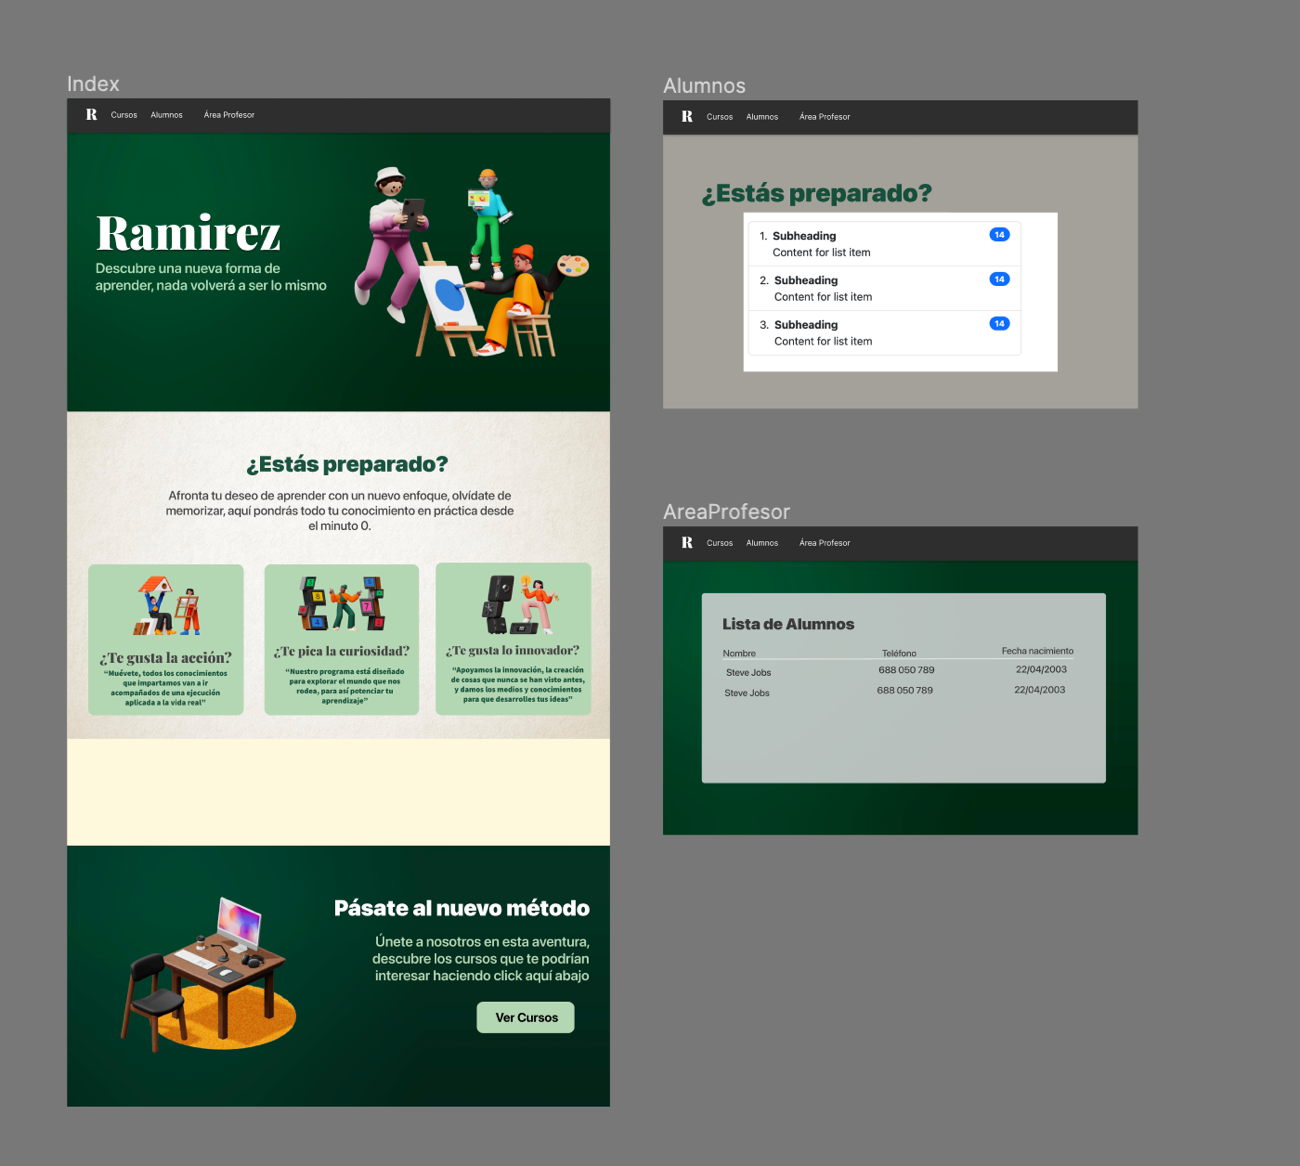 Index
R Cursos Alumnos Área Profesor
Ramirez
Descubre una nueva forma de
aprender, nada volverá a ser lo mismo
¿Estás preparado?
Afronta tu deseo de aprender con un nuevo enfoque, olvídate de
memorizar, aquí pondrás todo tu conocimiento en práctica desde
el minuto 0.
¿Te gusta la acción?
“Muévete, todos los conocimientos
que impartamos van a ir
acompañados de una ejecución
aplicada a la vida real”
¿Te pica la curiosidad?
“Nuestro programa está diseñado
para explorar el mundo que nos
rodea, para así potenciar tu
aprendizaje”
¿Te gusta lo innovador?
“Apoyamos la innovación, la creación
de cosas que nunca se han visto antes,
y damos los medios y conocimientos
para que desarrolles tus ideas”
Pásate al nuevo método
Únete a nosotros en esta aventura,
descubre los cursos que te podrían
interesar haciendo click aquí abajo
Ver Cursos
Alumnos
R Cursos Alumnos Área Profesor
¿Estás preparado?
1. Subheading 14
Content for list item
2. Subheading 14
Content for list item
3. Subheading 14
Content for list item
AreaProfesor
R Cursos Alumnos Área Profesor
Lista de Alumnos
Nombre Teléfono Fecha nacimiento
Steve Jobs 688 050 789 22/04/2003
Steve Jobs 688 050 789 22/04/2003